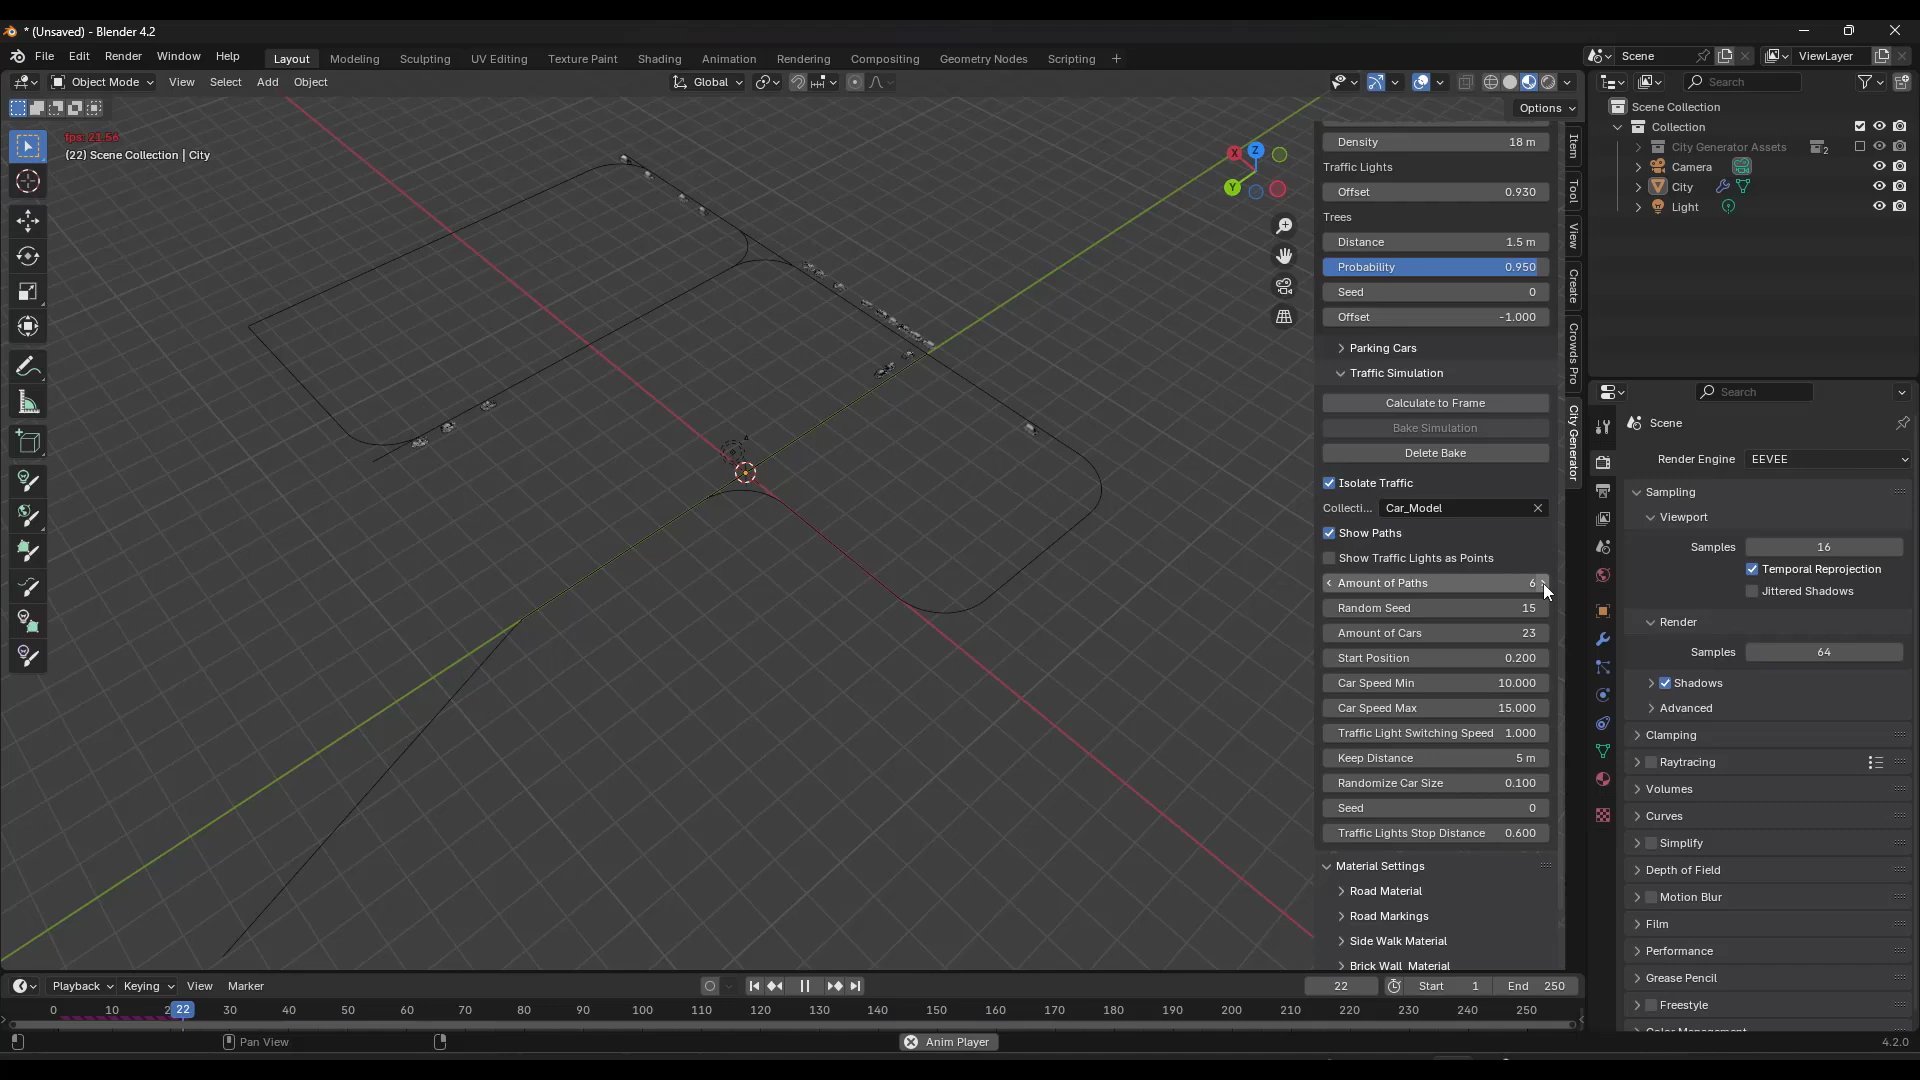 * (Unsaved) - Blender 4.2
File Edit Render Window Help Layout Modeling Sculpting UV Editing Texture Paint Shading Animation Rendering Compositing Geometry Nodes Scripting + Scene ViewLayer
Object Mode View Select Add Object Global Search
Options
fps: 21.56
(22) Scene Collection | City
X Y Z
Scene Collection
Collection
City Generator Assets 2
Camera
City
Light
Item
Tool
View
Create
Crowds Pro
City Generator
Density 18 m
Traffic Lights
Offset 0.930
Trees
Distance 1.5 m
Probability 0.950
Seed 0
Offset -1.000
Parking Cars
Traffic Simulation
Calculate to Frame
Bake Simulation
Delete Bake
Isolate Traffic
Collecti... Car_Model
Show Paths
Show Traffic Lights as Points
Amount of Paths 6
Random Seed 15
Amount of Cars 23
Start Position 0.200
Car Speed Min 10.000
Car Speed Max 15.000
Traffic Light Switching Speed 1.000
Keep Distance 5 m
Randomize Car Size 0.100
Seed 0
Traffic Lights Stop Distance 0.600
Material Settings
Road Material
Road Markings
Side Walk Material
Brick Wall Material
Search
Scene
Render Engine EEVEE
Sampling
Viewport
Samples 16
Temporal Reprojection
Jittered Shadows
Render
Samples 64
Shadows
Advanced
Clamping
Raytracing
Volumes
Curves
Simplify
Depth of Field
Motion Blur
Film
Performance
Grease Pencil
Freestyle
Color Management
Playback Keying View Marker 22 Start 1 End 250
0 10 22 30 40 50 60 70 80 90 100 110 120 130 140 150 160 170 180 190 200 210 220 230 240 250
Pan View Anim Player 4.2.0